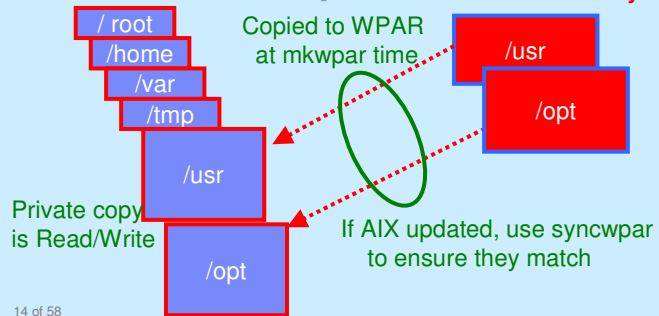 / root
/home
/var
/tmp
/usr
/opt
Copied to WPAR
at mkwpar time
/usr
/opt
Private copy
is Read/Write
If AIX updated, use syncwpar
to ensure they match
14 of 58